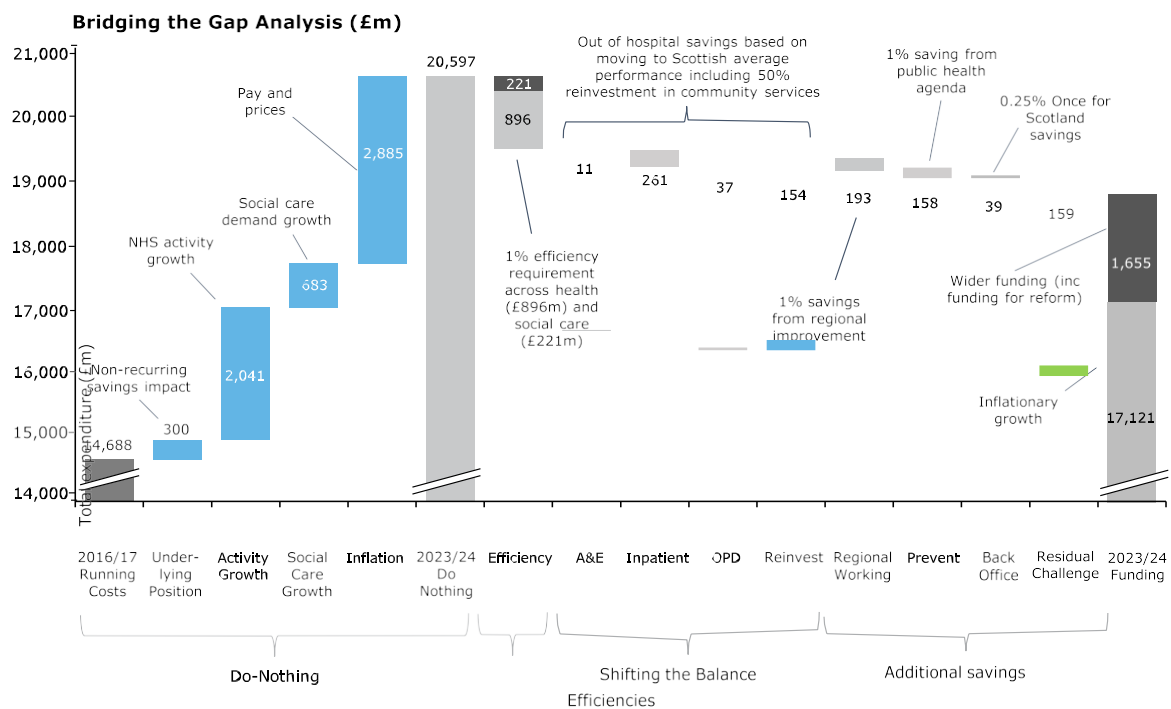 Bridging the Gap Analysis (£m)
Total expenditure (£m)
21,000
20,000
19,000
18,000
17,000
16,000
15,000
14,000
4,688
Non-recurring
savings impact
300
NHS activity
growth
2,041
Social care
demand growth
683
Pay and
prices
2,885
20,597
221
896
1% efficiency
requirement
across health
(£896m) and
social care
(£221m)
Out of hospital savings based on
moving to Scottish average
performance including 50%
reinvestment in community services
11
261
37
154
193
1% savings
from regional
improvement
1% saving from
public health
agenda
158
0.25% Once for
Scotland
savings
39
159
Inflationary
growth
Wider funding (inc
funding for reform)
1,655
17,121
2016/17
Running
Costs
Under-
lying
Position
Activity
Growth
Social
Care
Growth
Inflation
2023/24
Do
Nothing
Efficiency
A&E
Inpatient
OPD
Reinvest
Regional
Working
Prevent
Back
Office
Residual
Challenge
2023/24
Funding
Do-Nothing
Shifting the Balance
Efficiencies
Additional savings